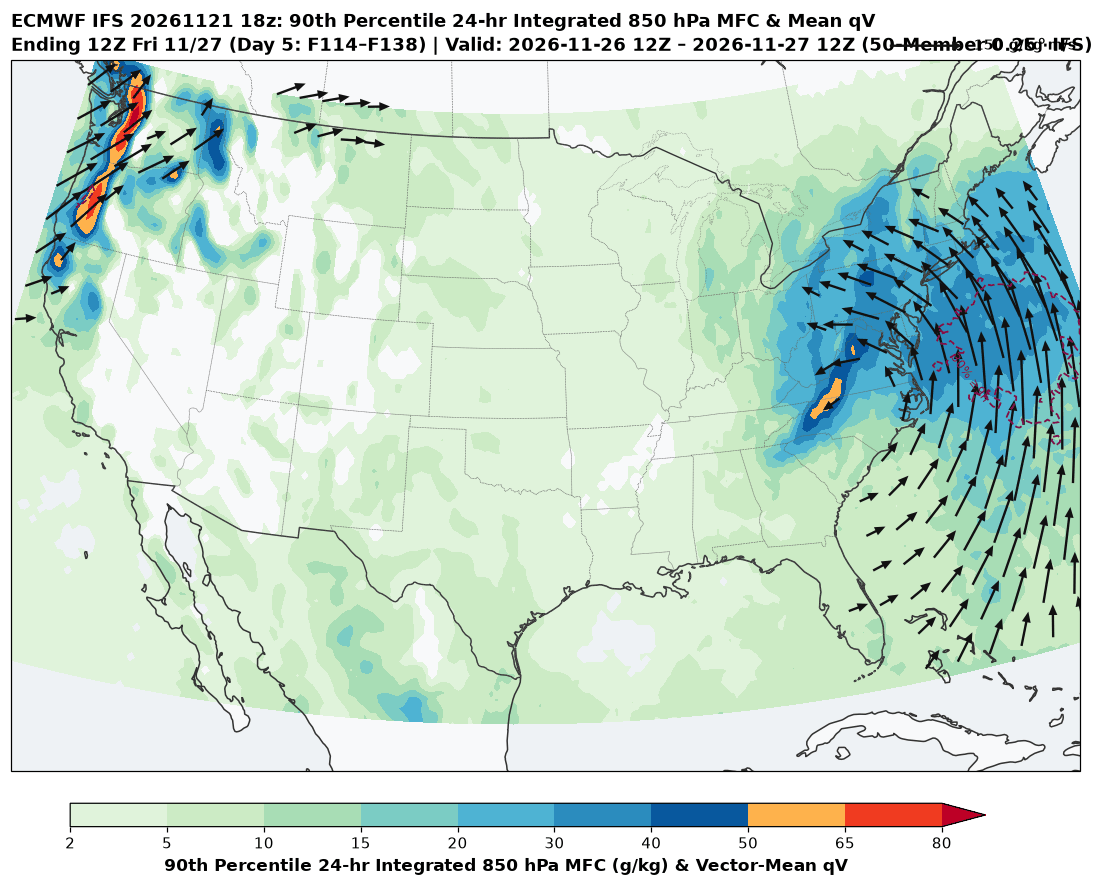 ECMWF IFS 20261121 18z: 90th Percentile 24-hr Integrated 850 hPa MFC & Mean qV
Ending 12Z Fri 11/27 (Day 5: F114–F138) | Valid: 2026-11-26 12Z – 2026-11-27 12Z (50-Member 0.25° IFS)
2 5 10 15 20 30 40 50 65 80
90th Percentile 24-hr Integrated 850 hPa MFC (g/kg) & Vector-Mean qV